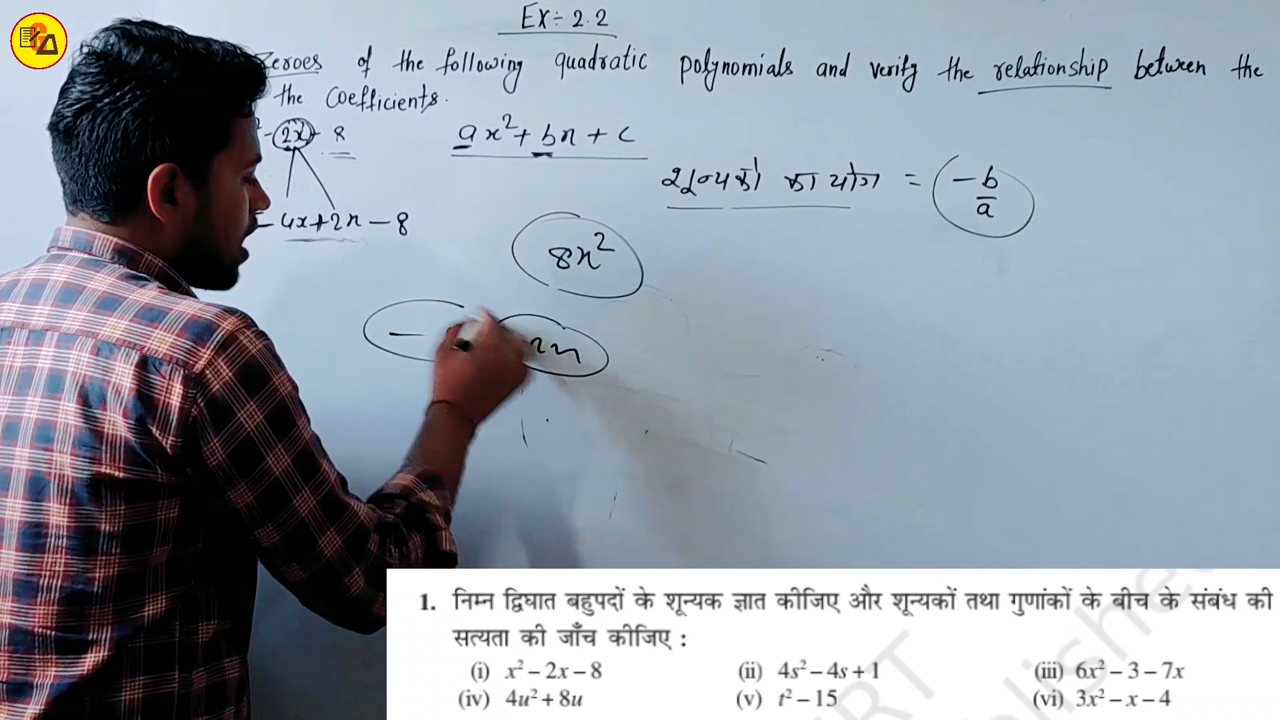 EX÷ 2.2
Zeroes of the following quadratic polynomials and verify the relationship between the
the coefficients.
- 2x - 8
ax² + bx + c
शून्यको का योग = -b/a
- 4x + 2x - 8
8x²
-
2x
1. निम्न द्विघात बहुपदों के शून्यक ज्ञात कीजिए और शून्यकों तथा गुणांकों के बीच के संबंध की
सत्यता की जाँच कीजिए :
(i) x² – 2x – 8 (ii) 4s² – 4s + 1 (iii) 6x² – 3 – 7x
(iv) 4u² + 8u (v) t² – 15 (vi) 3x² – x – 4